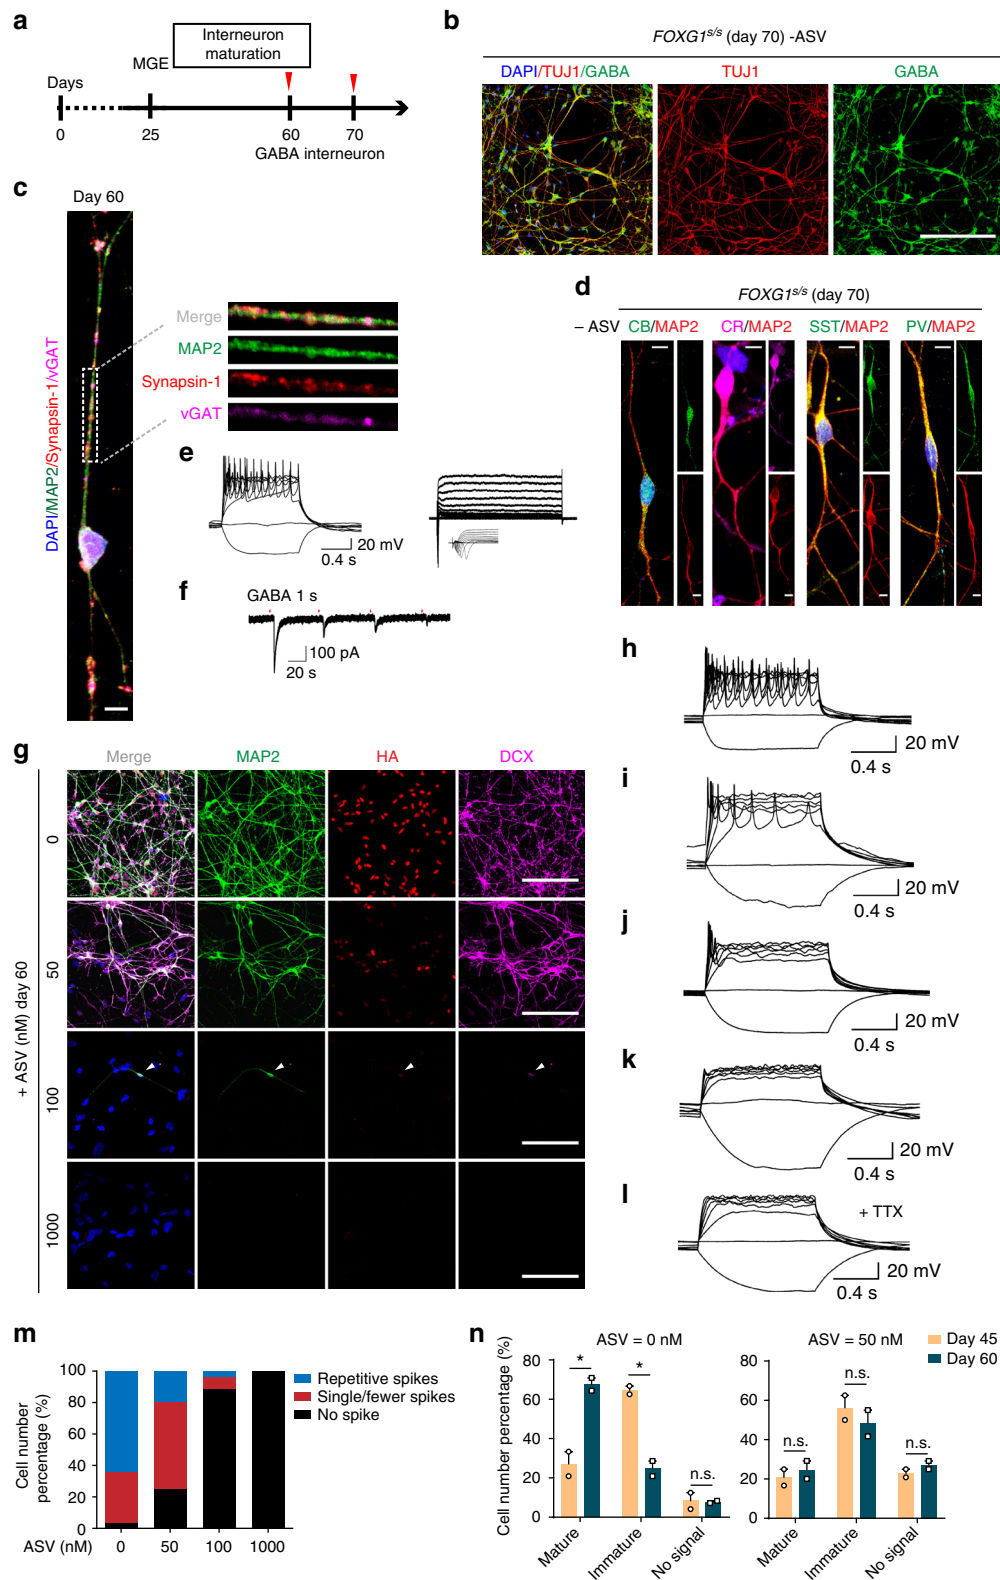 a
Interneuron
maturation
MGE
Days
0
25
60
70
GABA interneuron
b
FOXG1s/s (day 70) -ASV
DAPI/TUJ1/GABA
TUJ1
GABA
c
Day 60
DAPI/MAP2/Synapsin-1/vGAT
Merge
MAP2
Synapsin-1
vGAT
d
FOXG1s/s (day 70)
– ASV
CB/MAP2
CR/MAP2
SST/MAP2
PV/MAP2
e
20 mV
0.4 s
f
GABA 1 s
100 pA
20 s
g
Merge
MAP2
HA
DCX
+ ASV (nM) day 60
0
50
100
1000
h
20 mV
0.4 s
i
20 mV
0.4 s
j
20 mV
0.4 s
k
20 mV
0.4 s
l
+ TTX
20 mV
0.4 s
m
Cell number
percentage (%)
100
80
60
40
20
0
ASV (nM)
0
50
100
1000
Repetitive spikes
Single/fewer spikes
No spike
n
Cell number percentage (%)
ASV = 0 nM
80
60
40
20
0
*
*
n.s.
Mature
Immature
No signal
ASV = 50 nM
80
60
40
20
0
n.s.
n.s.
n.s.
Mature
Immature
No signal
Day 45
Day 60